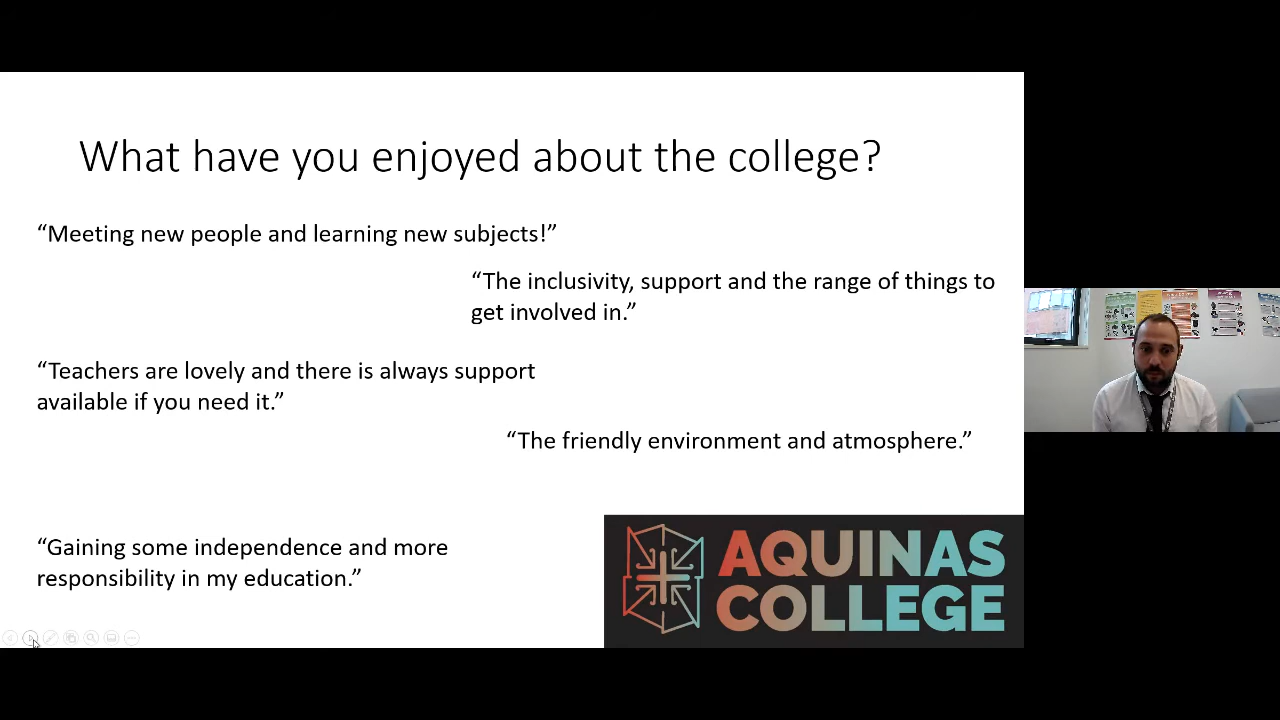 What have you enjoyed about the college?
“Meeting new people and learning new subjects!”
“The inclusivity, support and the range of things to
get involved in.”
“Teachers are lovely and there is always support
available if you need it.”
“The friendly environment and atmosphere.”
“Gaining some independence and more
responsibility in my education.”
AQUINAS
COLLEGE